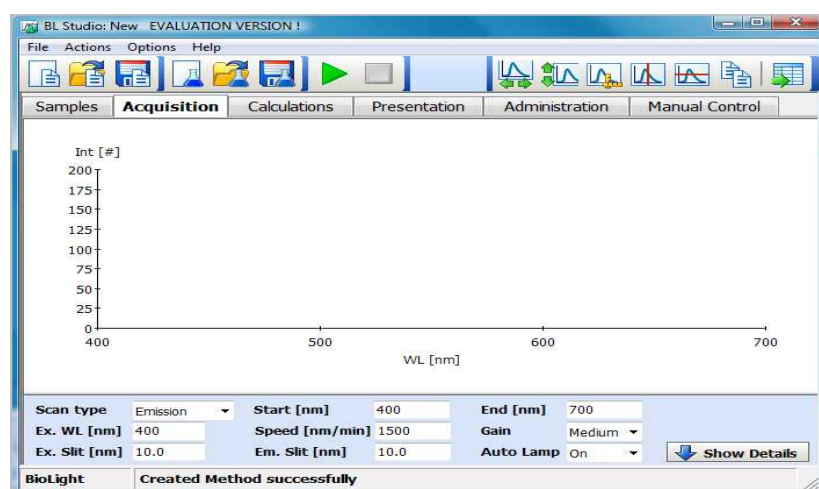 BL Studio: New EVALUATION VERSION !
File Actions Options Help
Samples Acquisition Calculations Presentation Administration Manual Control
Int [#]
200
175
150
125
100
75
50
25
0
400 500 600 700
WL [nm]
Scan type Emission Start [nm] 400 End [nm] 700
Ex. WL [nm] 400 Speed [nm/min] 1500 Gain Medium
Ex. Slit [nm] 10.0 Em. Slit [nm] 10.0 Auto Lamp On Show Details
BioLight Created Method successfully